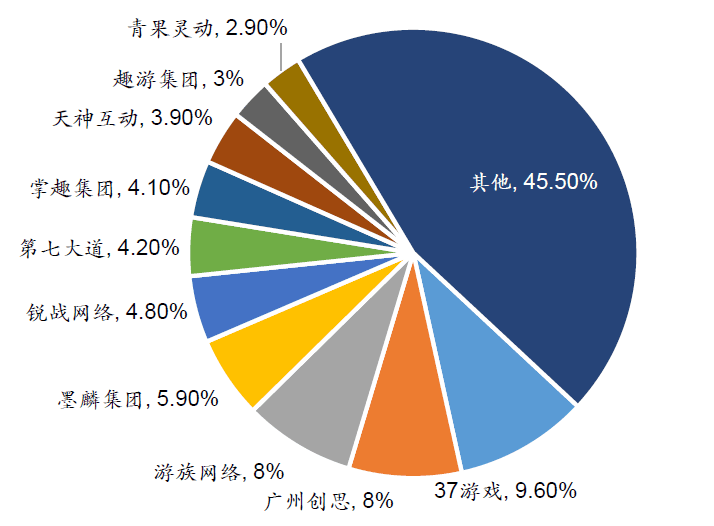 青果灵动, 2.90%
趣游集团, 3%
天神互动, 3.90%
掌趣集团, 4.10%
其他, 45.50%
第七大道, 4.20%
锐战网络, 4.80%
墨麟集团, 5.90%
游族网络, 8%
广州创思, 8%
37游戏, 9.60%